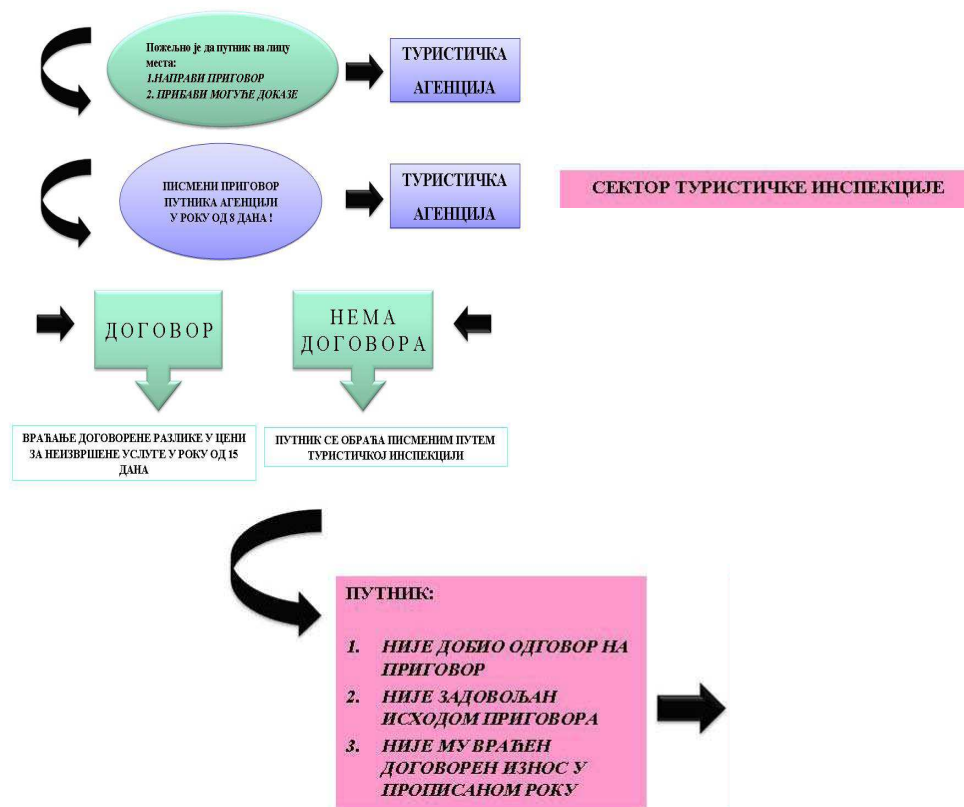 Пожељно је да путник на лицу
места:
1.НАПРАВИ ПРИГОВОР
2. ПРИБАВИ МОГУЋЕ ДОКАЗЕ
ТУРИСТИЧКА
АГЕНЦИЈА
ПИСМЕНИ ПРИГОВОР
ПУТНИКА АГЕНЦИЈИ
У РОКУ ОД 8 ДАНА !
ТУРИСТИЧКА
АГЕНЦИЈА
СЕКТОР ТУРИСТИЧКЕ ИНСПЕКЦИЈЕ
ДОГОВОР
НЕМА
ДОГОВОРА
ВРАЋАЊЕ ДОГОВОРЕНЕ РАЗЛИКЕ У ЦЕНИ
ЗА НЕИЗВРШЕНЕ УСЛУГЕ У РОКУ ОД 15
ДАНА
ПУТНИК СЕ ОБРАЋА ПИСМЕНИМ ПУТЕМ
ТУРИСТИЧКОЈ ИНСПЕКЦИЈИ
ПУТНИК:
1. НИЈЕ ДОБИО ОДГОВОР НА
ПРИГОВОР
2. НИЈЕ ЗАДОВОЉАН
ИСХОДОМ ПРИГОВОРА
3. НИЈЕ МУ ВРАЋЕН
ДОГОВОРЕН ИЗНОС У
ПРОПИСАНОМ РОКУ